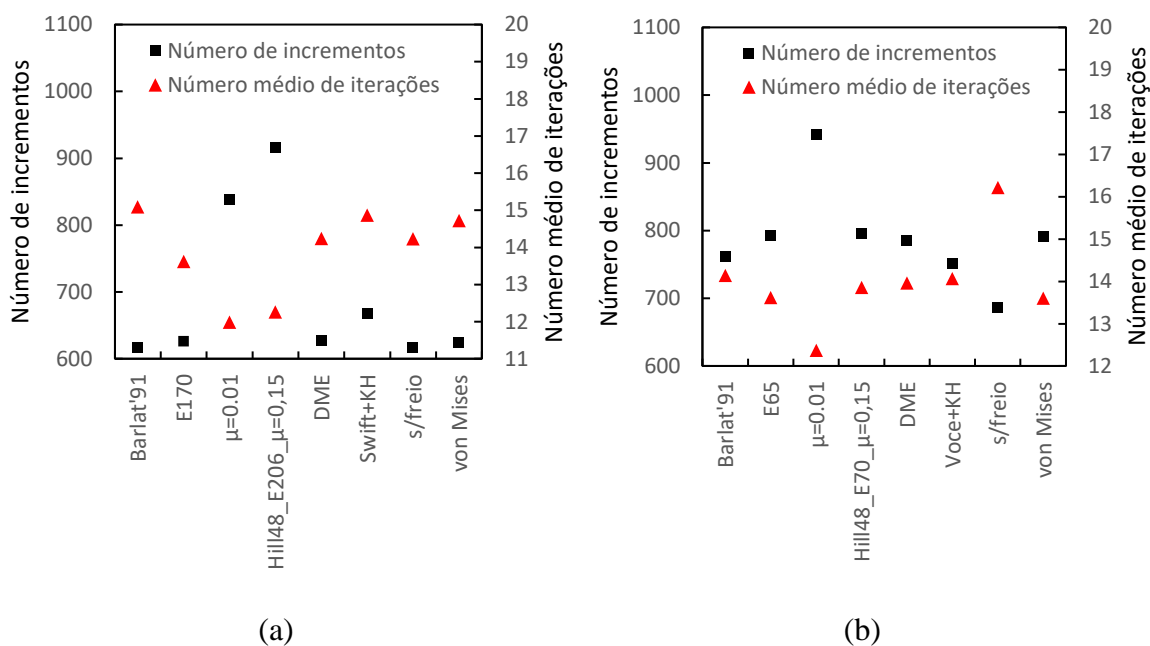 1100
1000
900
800
700
600
Número de incrementos
Número de incrementos
Número médio de iterações
20
19
18
17
16
15
14
13
12
11
Número médio de iterações
Barlat'91
E170
μ=0.01
Hill48_E206_μ=0,15
DME
Swift+KH
s/freio
von Mises
(a)
1100
1000
900
800
700
600
Número de incrementos
Número de incrementos
Número médio de iterações
20
19
18
17
16
15
14
13
12
Número médio de iterações
Barlat'91
E65
μ=0.01
Hill48_E70_μ=0,15
DME
Voce+KH
s/freio
von Mises
(b)